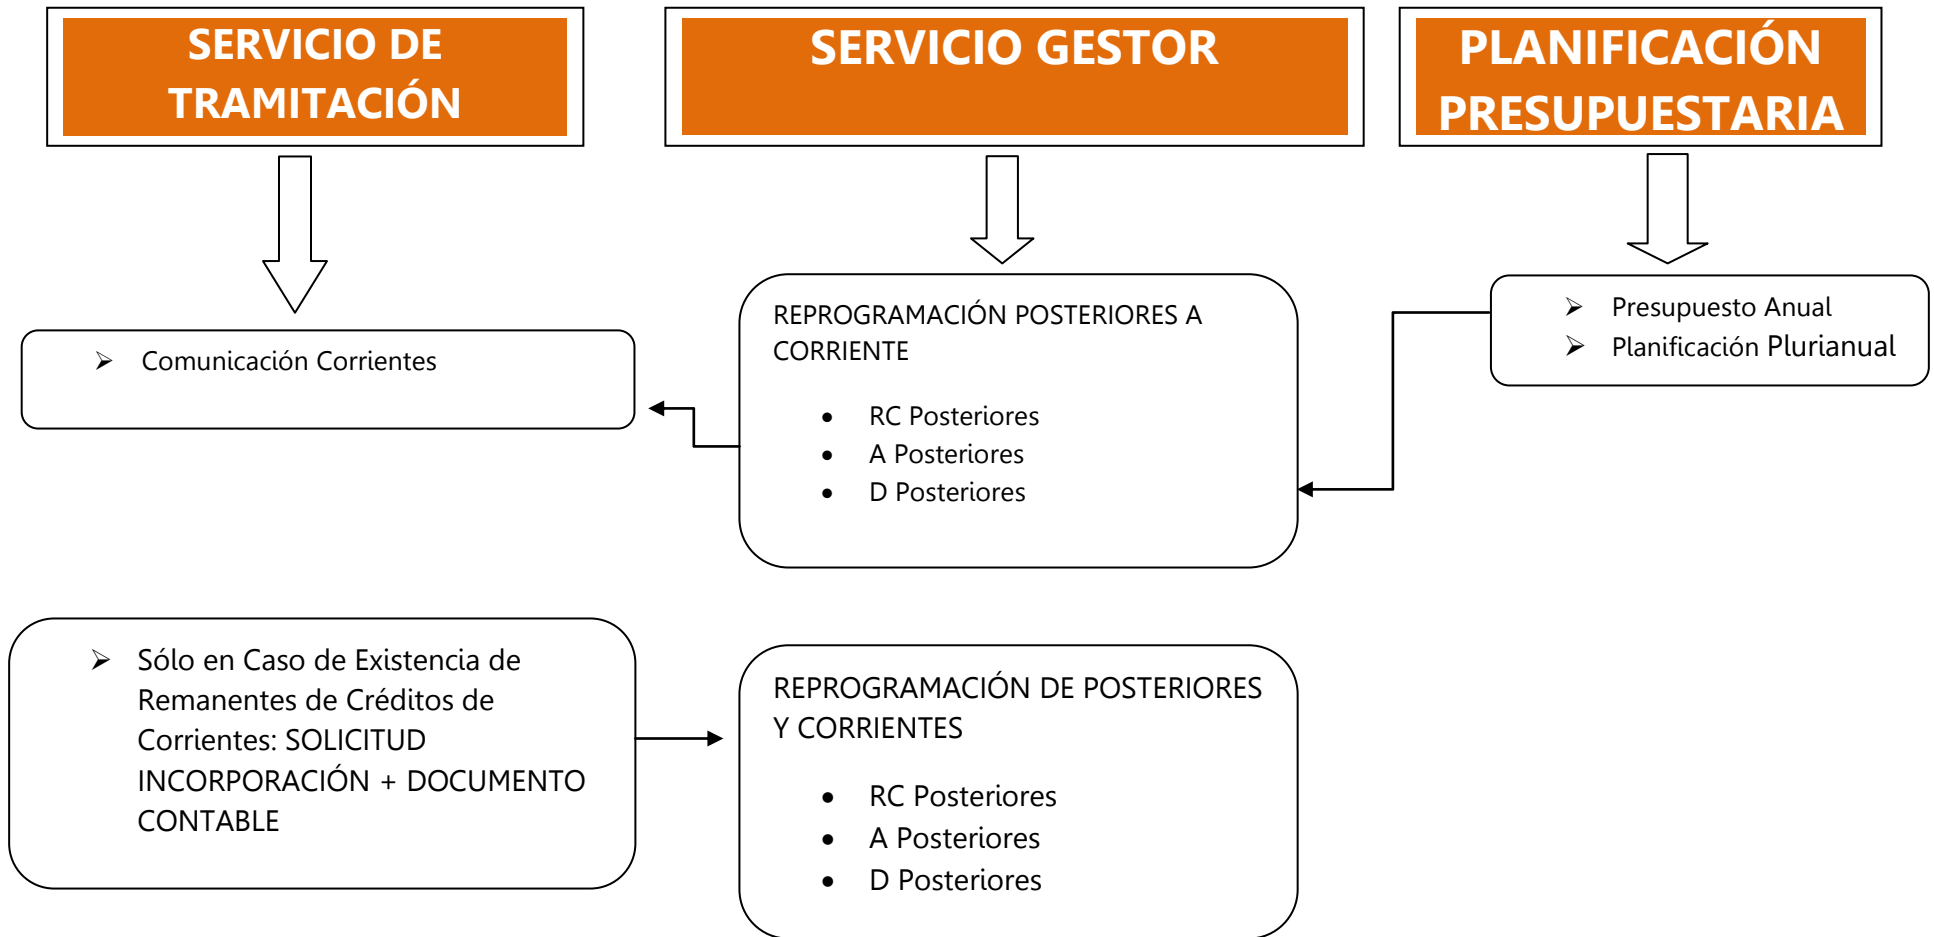 SERVICIO DE
TRAMITACIÓN
SERVICIO GESTOR
PLANIFICACIÓN
PRESUPUESTARIA
➢ Comunicación Corrientes
REPROGRAMACIÓN POSTERIORES A
CORRIENTE
• RC Posteriores
• A Posteriores
• D Posteriores
➢ Presupuesto Anual
➢ Planificación Plurianual
➢ Sólo en Caso de Existencia de
Remanentes de Créditos de
Corrientes: SOLICITUD
INCORPORACIÓN + DOCUMENTO
CONTABLE
REPROGRAMACIÓN DE POSTERIORES
Y CORRIENTES
• RC Posteriores
• A Posteriores
• D Posteriores